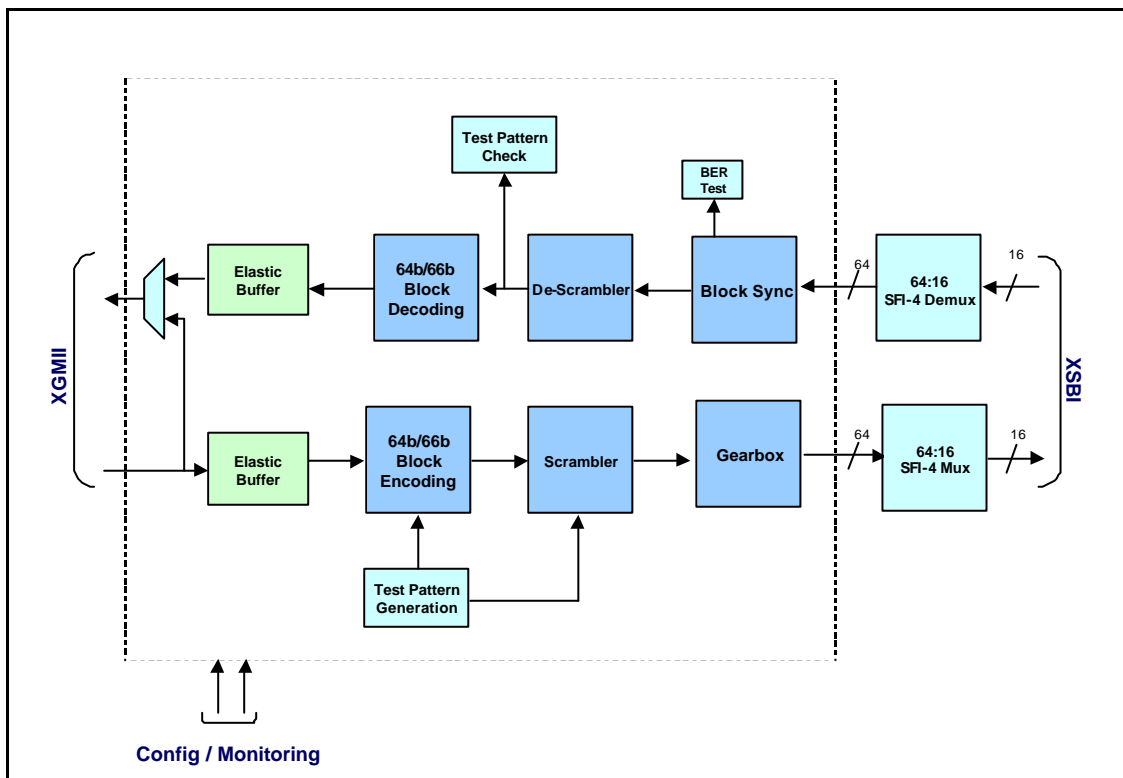 Test Pattern
Check
BER
Test
Elastic
Buffer
64b/66b
Block
Decoding
De-Scrambler
Block Sync
64
64:16
SFI-4 Demux
16
XGMII
XSBI
Elastic
Buffer
64b/66b
Block
Encoding
Scrambler
Gearbox
64
64:16
SFI-4 Mux
16
Test Pattern
Generation
Config / Monitoring